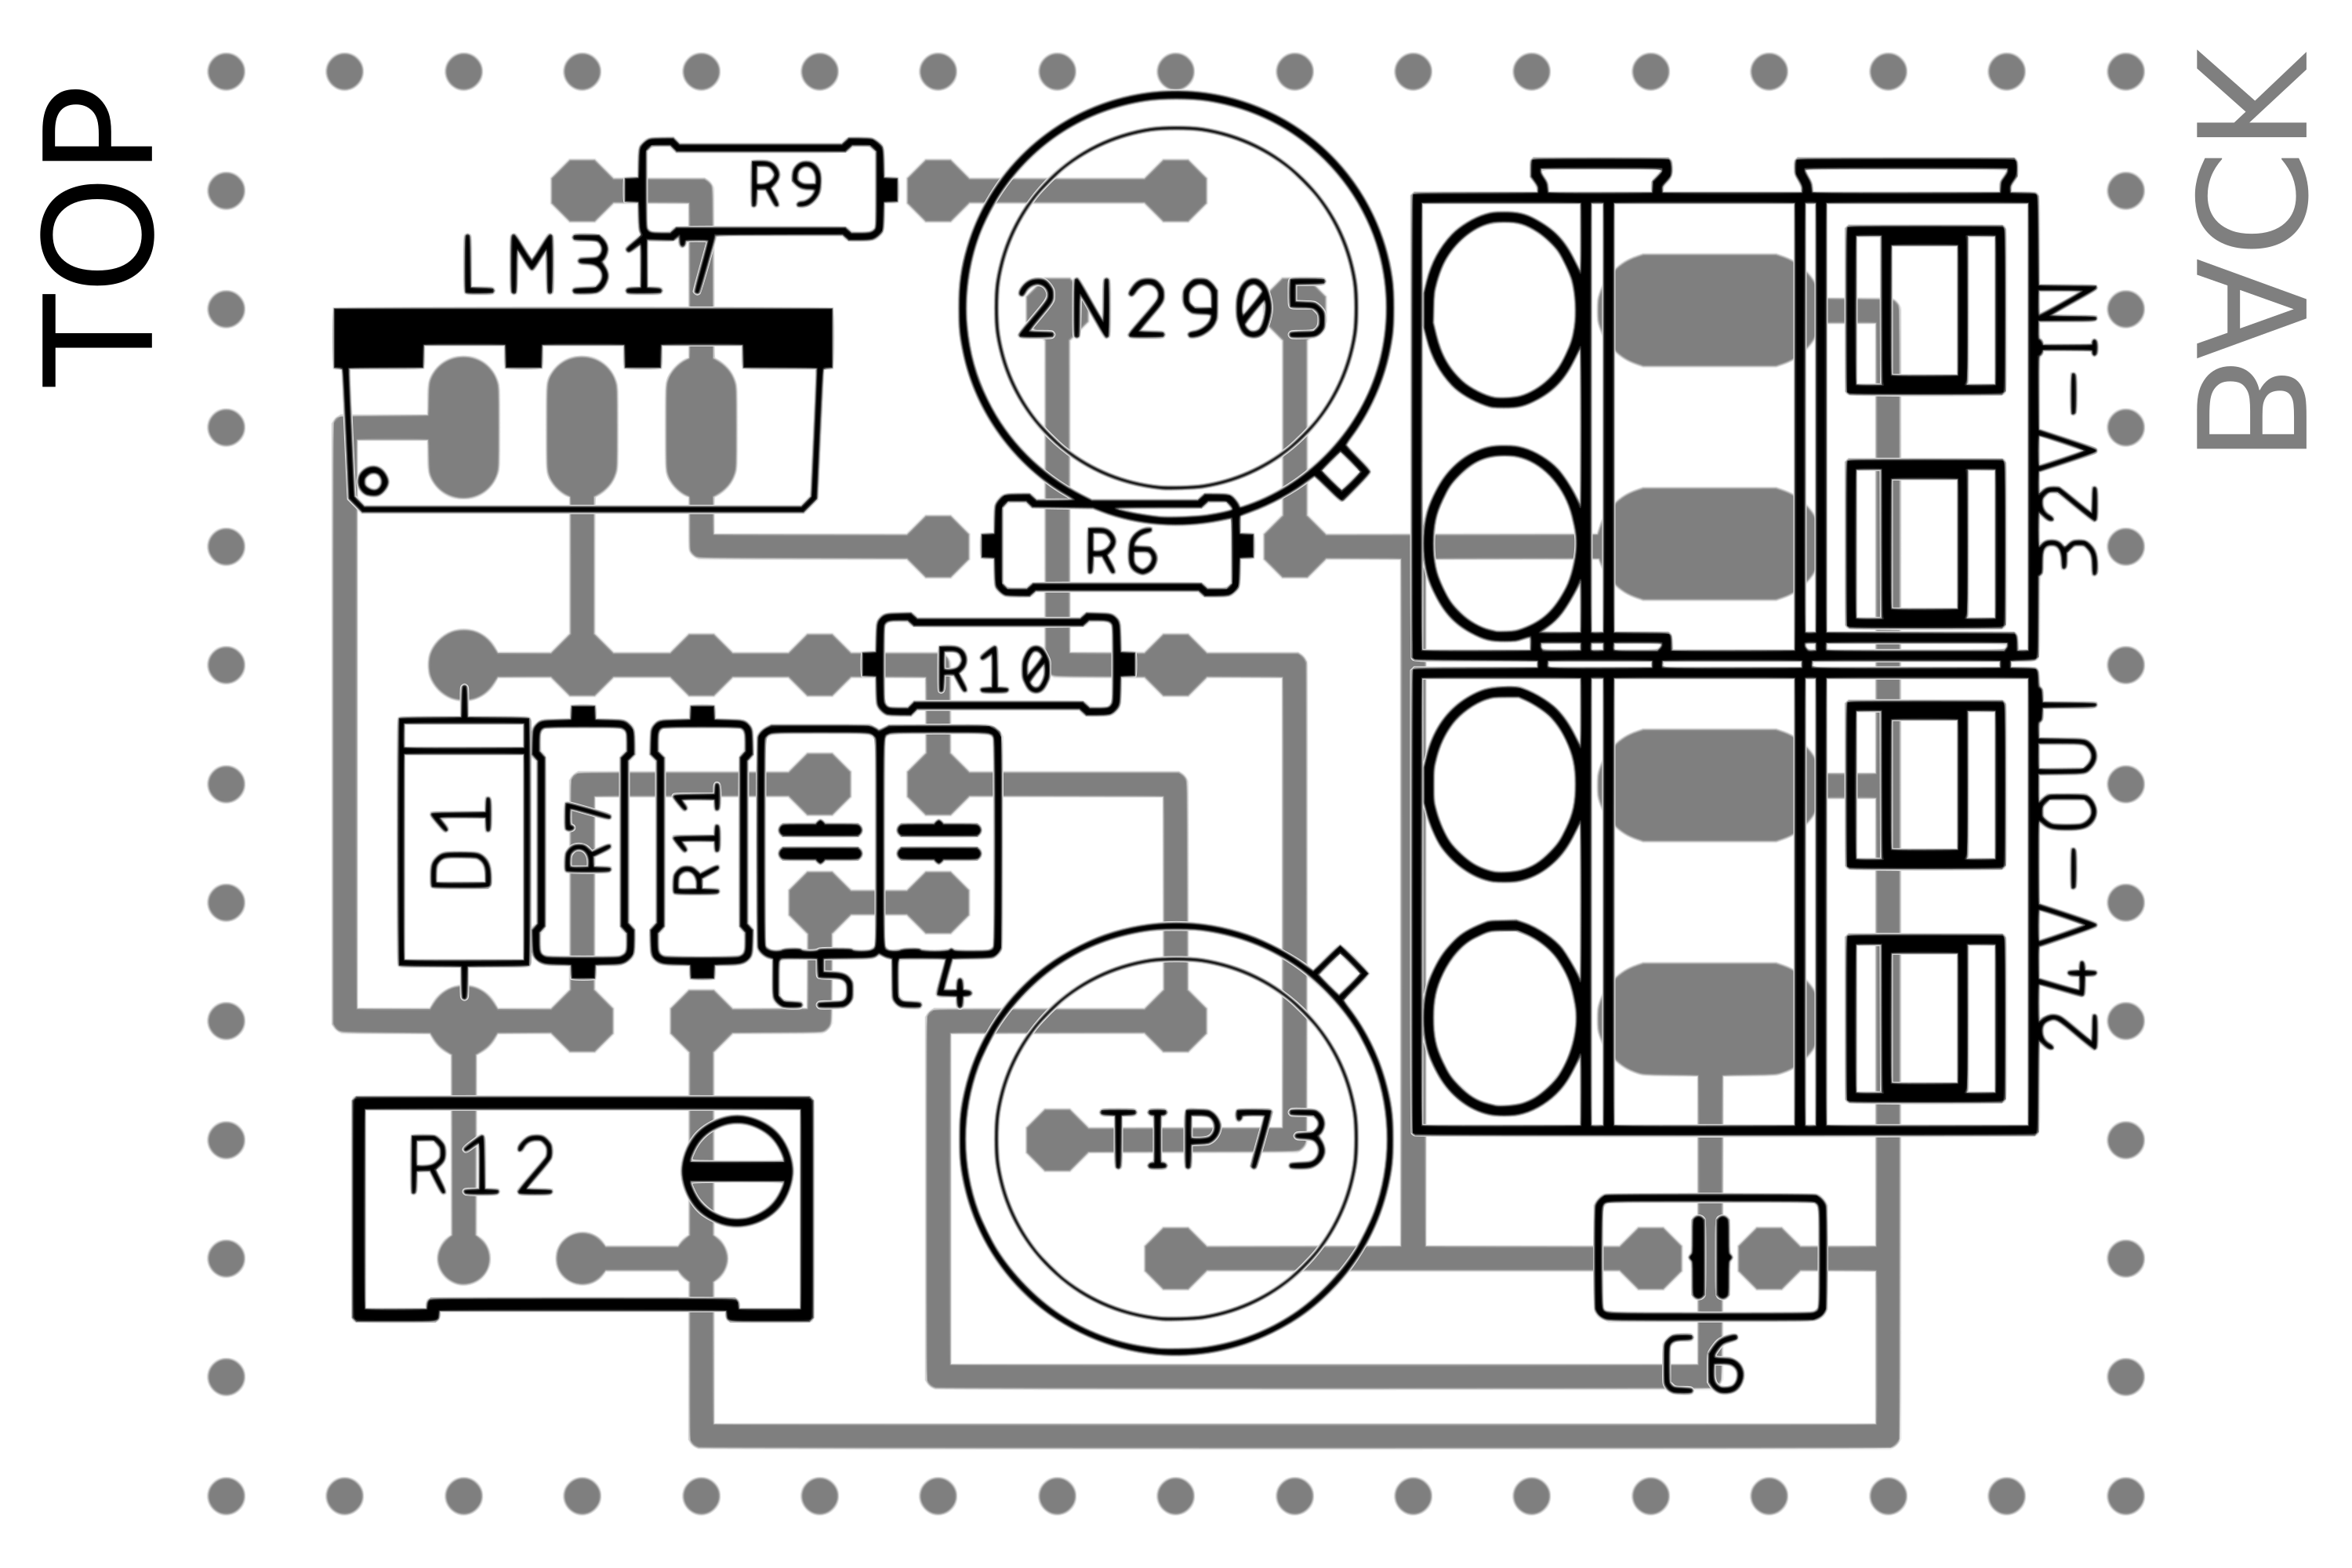 TOP
BACK
R9
LM317
2N2905
32V-IN
R6
R10
D1
R7
R11
C5
C4
24V-OUT
R12
TIP73
C6